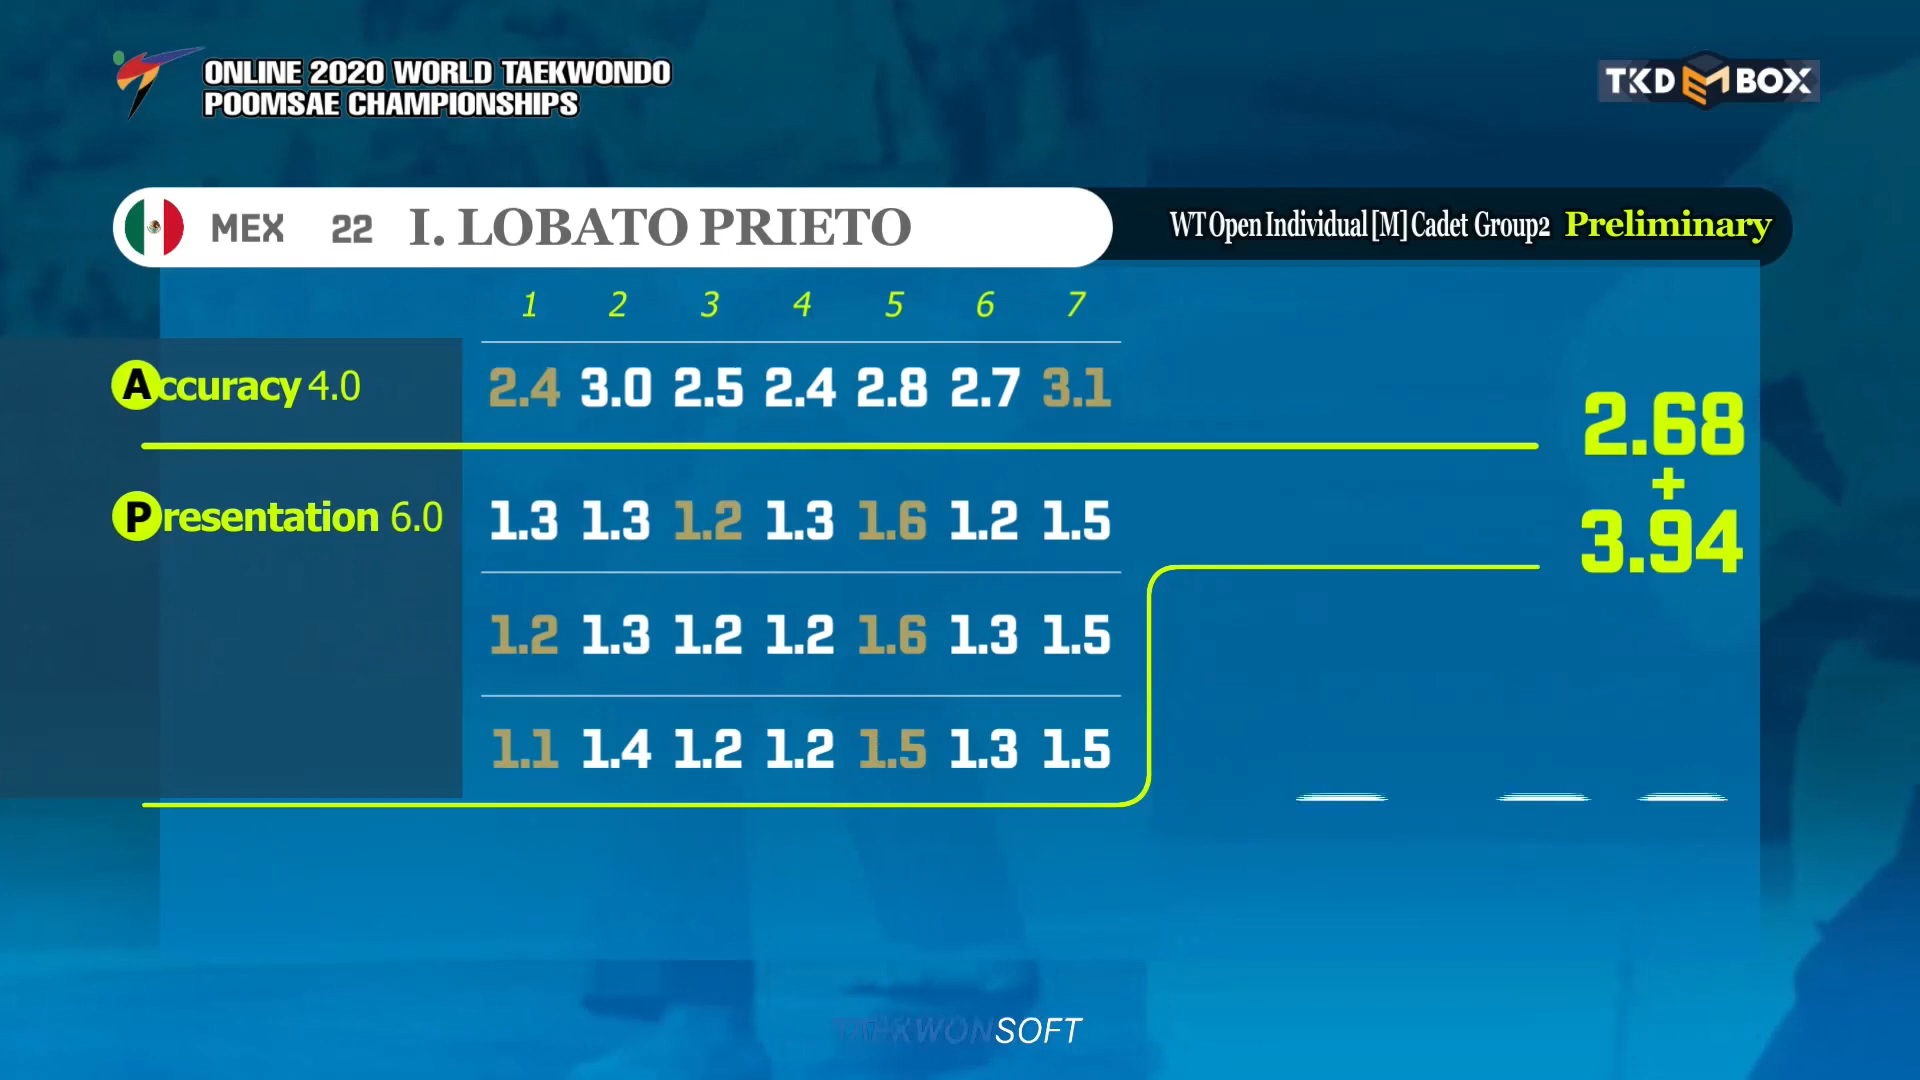 ONLINE 2020 WORLD TAEKWONDO
POOMSAE CHAMPIONSHIPS
TKD BOX
MEX 22 I. LOBATO PRIETO
WT Open Individual [M] Cadet Group2 Preliminary
1 2 3 4 5 6 7
Accuracy 4.0 2.4 3.0 2.5 2.4 2.8 2.7 3.1
2.68
+
3.94
Presentation 6.0 1.3 1.3 1.2 1.3 1.6 1.2 1.5
1.2 1.3 1.2 1.2 1.6 1.3 1.5
1.1 1.4 1.2 1.2 1.5 1.3 1.5
TAEKWONSOFT